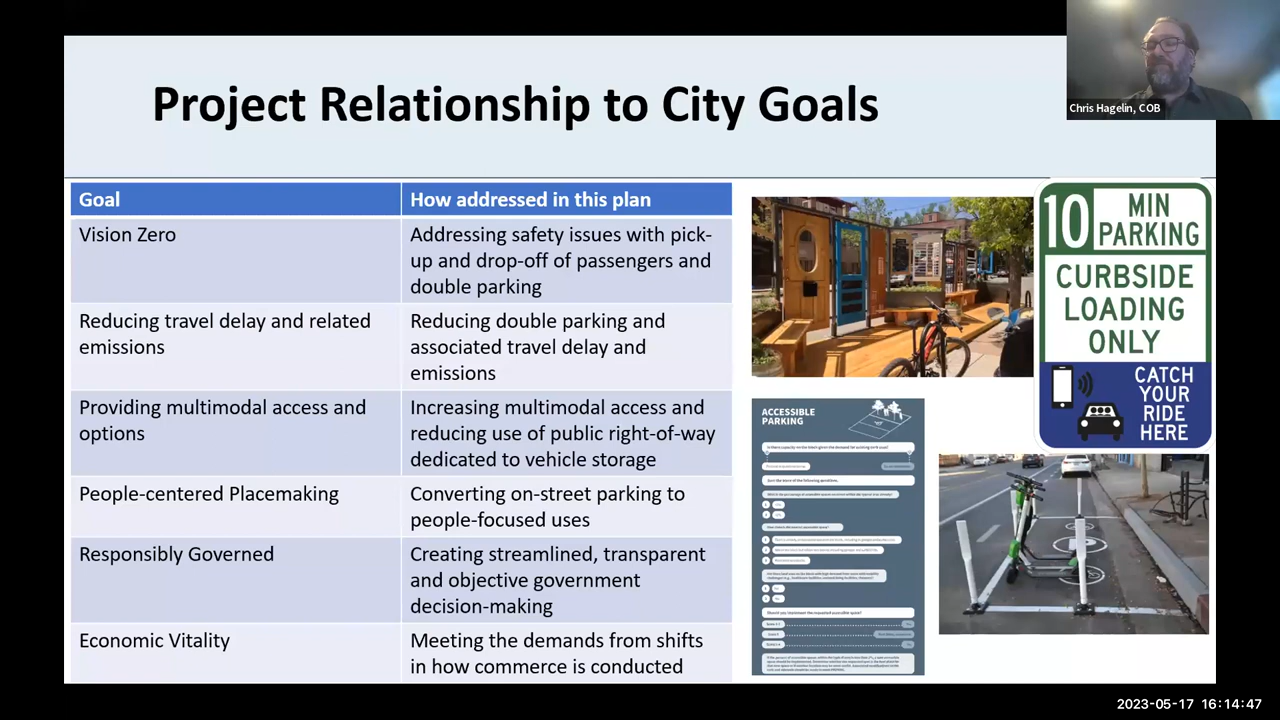 Project Relationship to City Goals
Chris Hagelin, COB
Goal
How addressed in this plan
Vision Zero
Addressing safety issues with pick-
up and drop-off of passengers and
double parking
Reducing travel delay and related
emissions
Reducing double parking and
associated travel delay and
emissions
Providing multimodal access and
options
Increasing multimodal access and
reducing use of public right-of-way
dedicated to vehicle storage
People-centered Placemaking
Converting on-street parking to
people-focused uses
Responsibly Governed
Creating streamlined, transparent
and objective government
decision-making
Economic Vitality
Meeting the demands from shifts
in how commerce is conducted
10 MIN
PARKING
CURBSIDE
LOADING
ONLY
CATCH
YOUR
RIDE
HERE
ACCESSIBLE
PARKING
2023-05-17 16:14:47